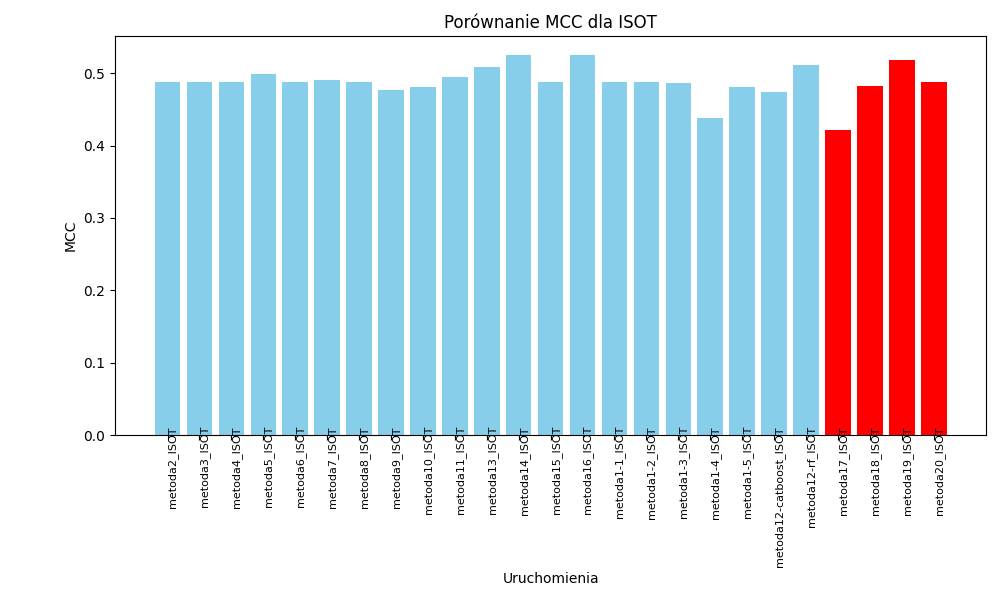 Porównanie MCC dla ISOT
0.5
0.4
0.3
0.2
0.1
0.0
MCC
metoda2_ISOT
metoda3_ISOT
metoda4_ISOT
metoda5_ISOT
metoda6_ISOT
metoda7_ISOT
metoda8_ISOT
metoda9_ISOT
metoda10_ISOT
metoda11_ISOT
metoda13_ISOT
metoda14_ISOT
metoda15_ISOT
metoda16_ISOT
metoda1-1_ISOT
metoda1-2_ISOT
metoda1-3_ISOT
metoda1-4_ISOT
metoda1-5_ISOT
metoda12-catboost_ISOT
metoda12-rf_ISOT
metoda17_ISOT
metoda18_ISOT
metoda19_ISOT
metoda20_ISOT
Uruchomienia